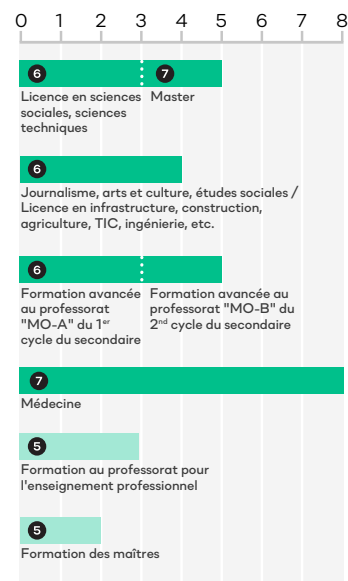 0 1 2 3 4 5 6 7 8
6 7
Licence en sciences sociales, sciences techniques
Master
6
Journalisme, arts et culture, études sociales /
Licence en infrastructure, construction,
agriculture, TIC, ingénierie, etc.
6
Formation avancée
au professorat
"MO-A" du 1er
cycle du secondaire
Formation avancée au
professorat "MO-B" du
2nd cycle du secondaire
7
Médecine
5
Formation au professorat pour
l'enseignement professionnel
5
Formation des maîtres